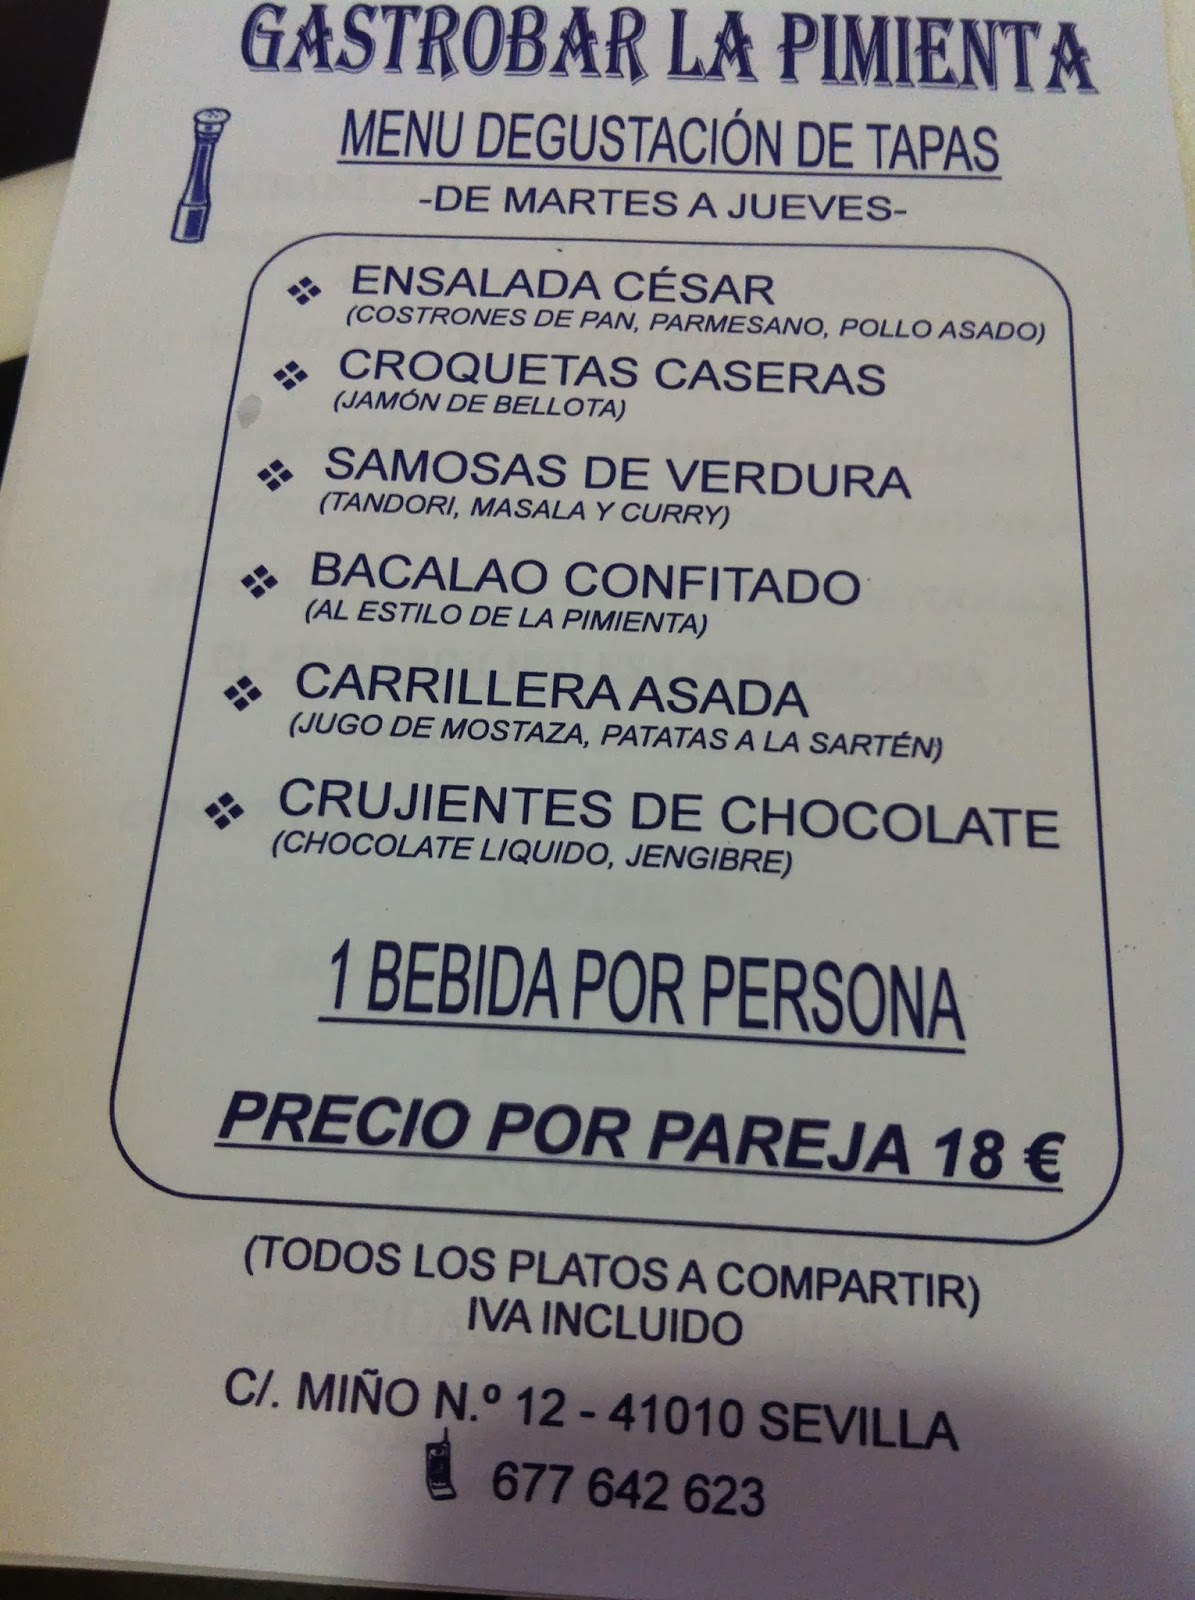 GASTROBAR LA PIMIENTA
MENU DEGUSTACIÓN DE TAPAS
-DE MARTES A JUEVES-
❖ ENSALADA CÉSAR
(COSTRONES DE PAN, PARMESANO, POLLO ASADO)
❖ CROQUETAS CASERAS
(JAMÓN DE BELLOTA)
❖ SAMOSAS DE VERDURA
(TANDORI, MASALA Y CURRY)
❖ BACALAO CONFITADO
(AL ESTILO DE LA PIMIENTA)
❖ CARRILLERA ASADA
(JUGO DE MOSTAZA, PATATAS A LA SARTÉN)
❖ CRUJIENTES DE CHOCOLATE
(CHOCOLATE LIQUIDO, JENGIBRE)
1 BEBIDA POR PERSONA
PRECIO POR PAREJA 18 €
(TODOS LOS PLATOS A COMPARTIR)
IVA INCLUIDO
C/. MIÑO N.º 12 - 41010 SEVILLA
677 642 623